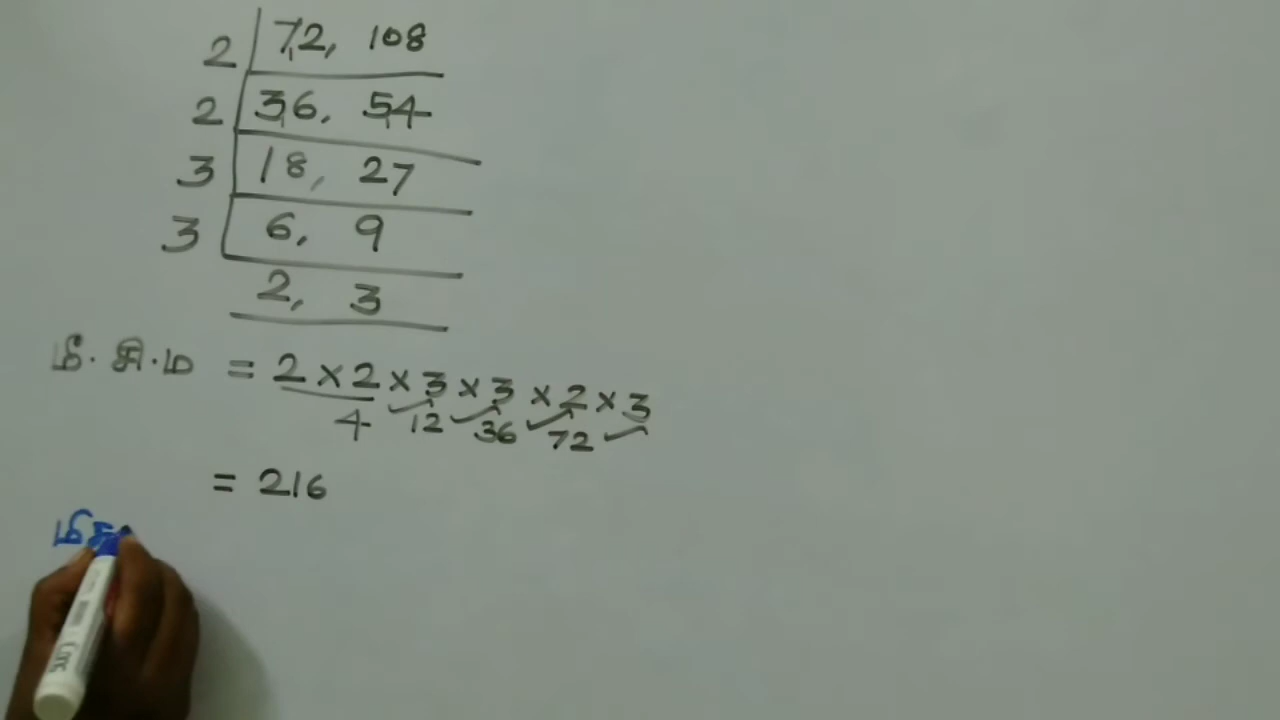 2 | 72, 108
2 | 36, 54
3 | 18, 27
3 | 6, 9
2, 3
மீ.சி.ம = 2 × 2 × 3 × 3 × 2 × 3
4 12 36 72
= 216